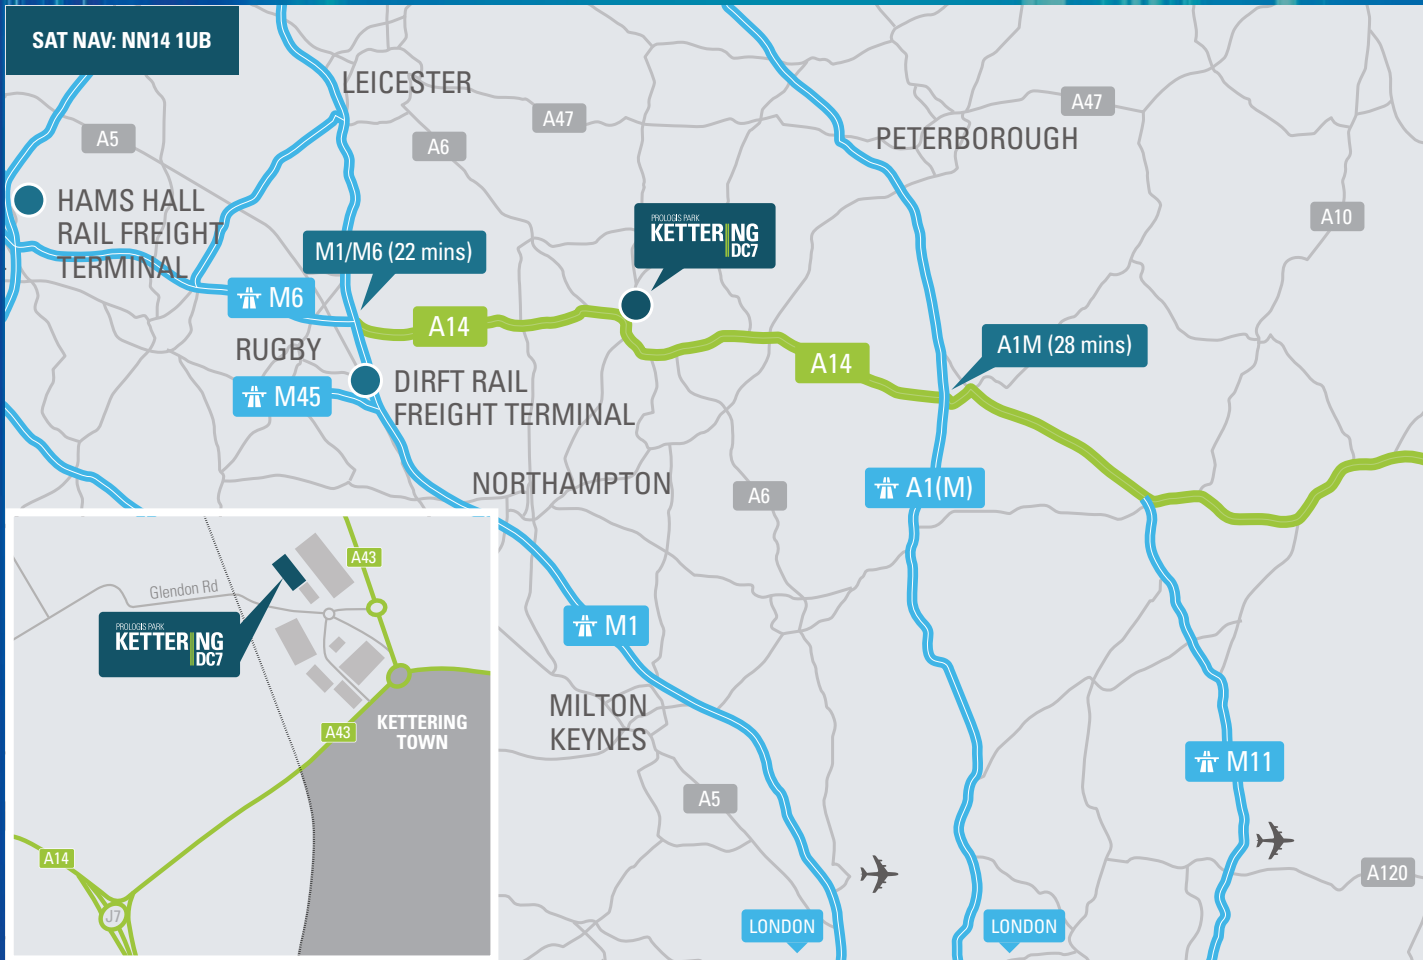 SAT NAV: NN14 1UB
LEICESTER
A47
A47
A5
A6
PETERBOROUGH
HAMS HALL
RAIL FREIGHT
TERMINAL
A10
PROLOGIS PARK
KETTERING
DC7
M1/M6 (22 mins)
M6
A14
A1M (28 mins)
RUGBY
A14
M45
DIRFT RAIL
FREIGHT TERMINAL
NORTHAMPTON
A6
A1(M)
M1
MILTON
KEYNES
M11
A5
A120
LONDON
LONDON
A43
Glendon Rd
PROLOGIS PARK
KETTERING
DC7
KETTERING
TOWN
A43
A14
J7